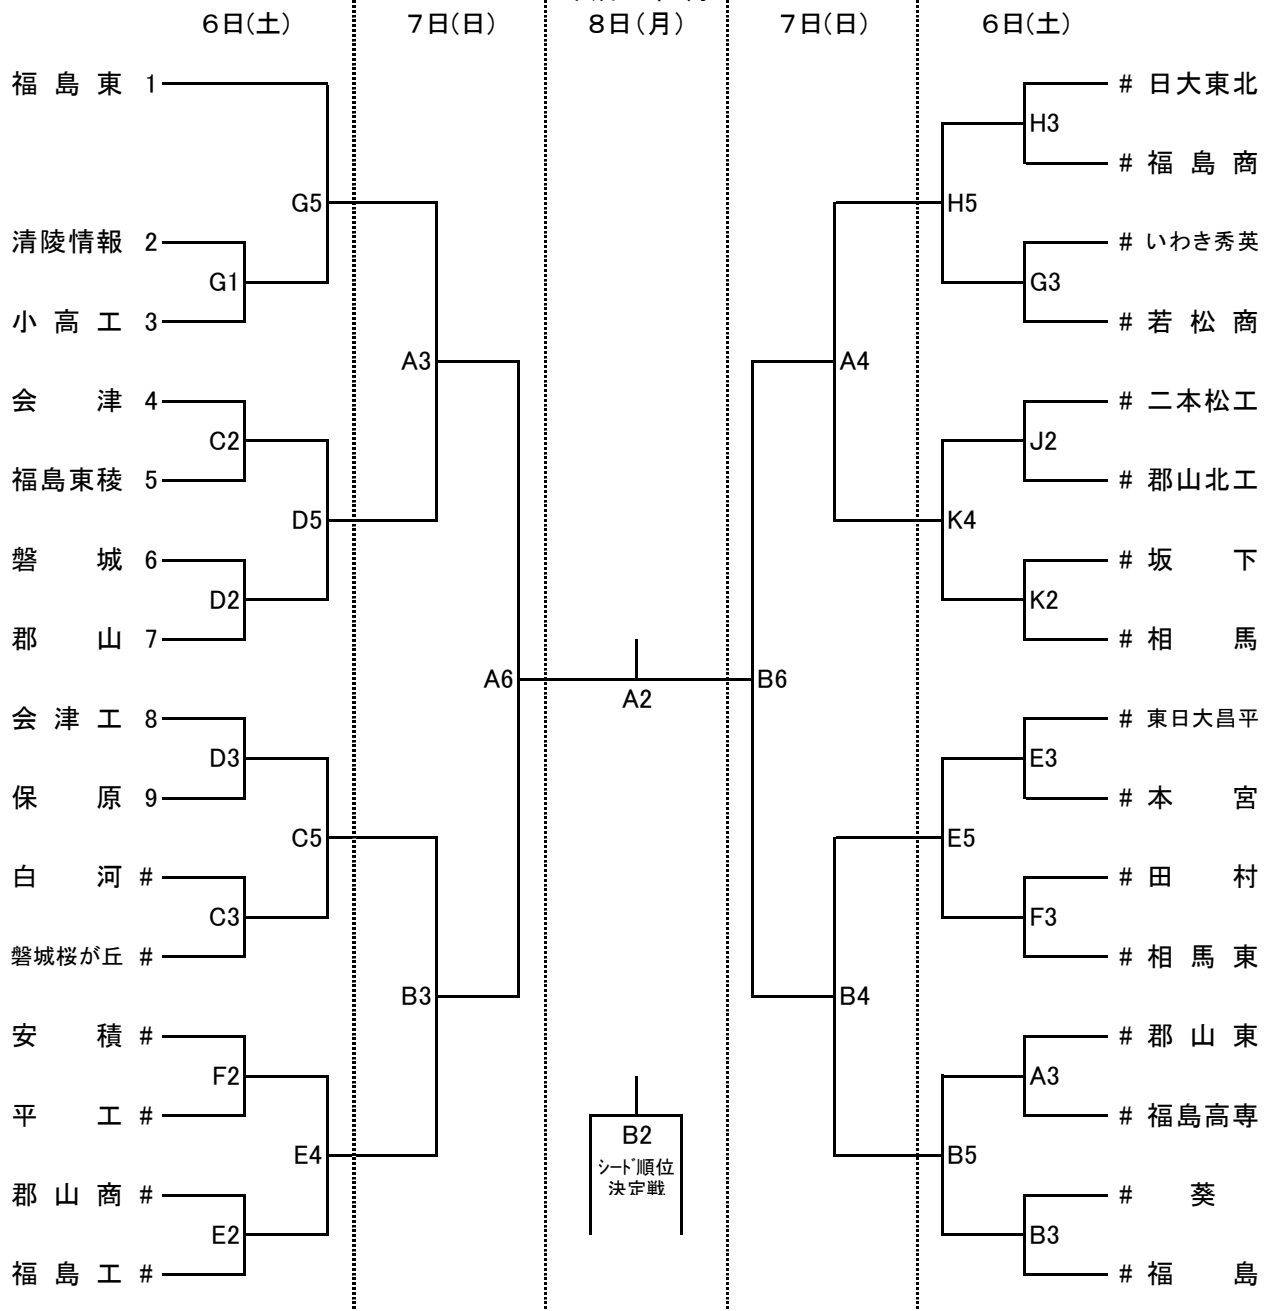 6日(土) 7日(日) 8日(月) 7日(日) 6日(土)
福島東 1
清陵情報 2
小高工 3
会津 4
福島東稜 5
磐城 6
郡山 7
会津工 8
保原 9
白河 #
磐城桜が丘 #
安積 #
平工 #
郡山商 #
福島工 #
G1
C2
D2
D3
C3
F2
E2
G5
D5
C5
E4
A3
B3
A6
A2
B2
シード順位
決定戦
B6
A4
B4
H5
K4
E5
B5
H3
G3
J2
K2
E3
F3
A3
B3
# 日大東北
# 福島商
# いわき秀英
# 若松商
# 二本松工
# 郡山北工
# 坂下
# 相馬
# 東日大昌平
# 本宮
# 田村
# 相馬東
# 郡山東
# 福島高専
# 葵
# 福島